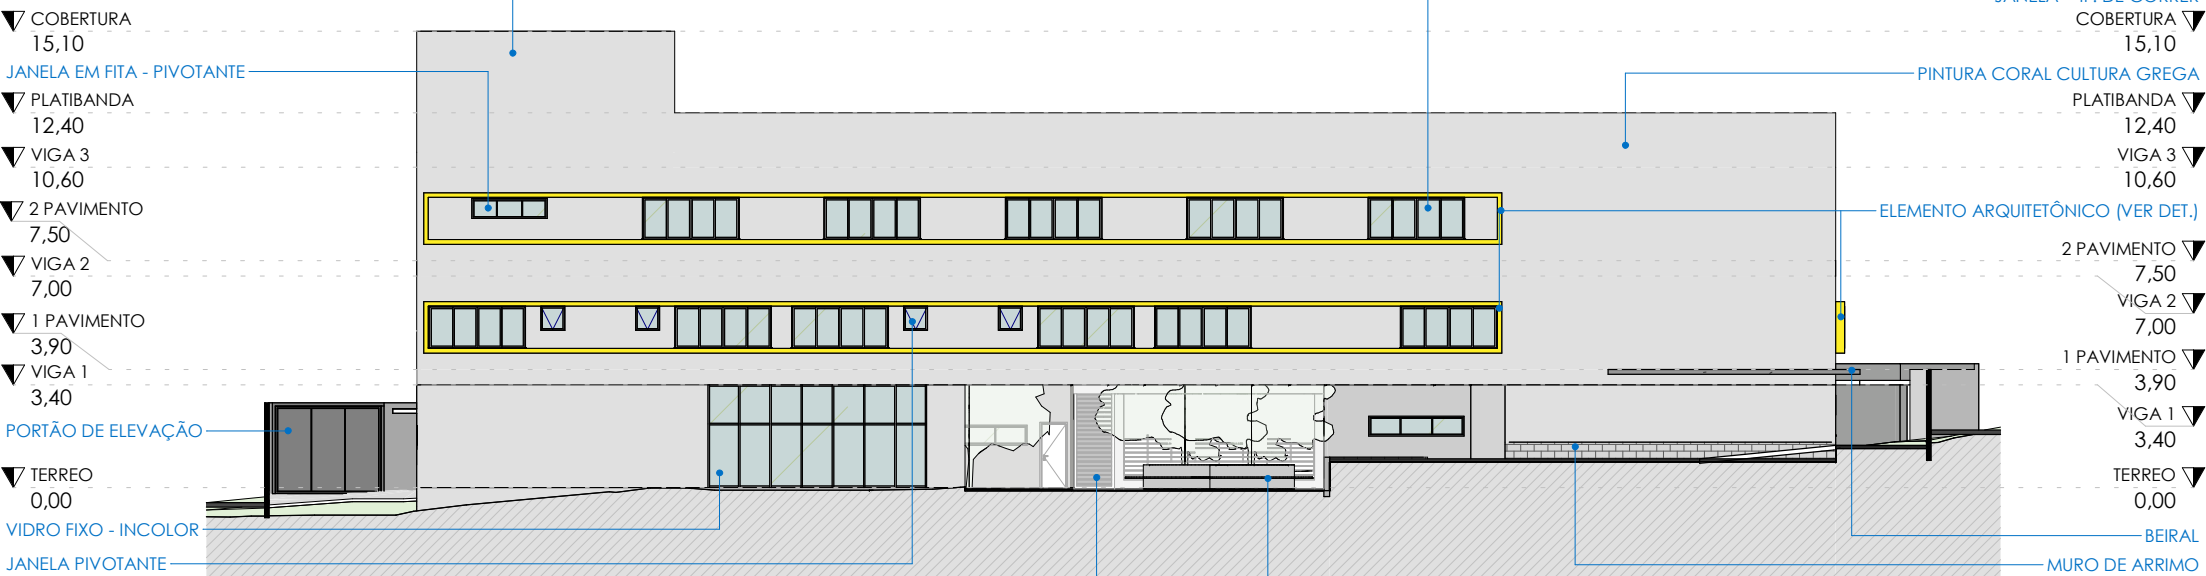 COBERTURA
15,10
JANELA EM FITA - PIVOTANTE
PLATIBANDA
12,40
VIGA 3
10,60
2 PAVIMENTO
7,50
VIGA 2
7,00
1 PAVIMENTO
3,90
VIGA 1
3,40
PORTÃO DE ELEVAÇÃO
TERREO
0,00
VIDRO FIXO - INCOLOR
JANELA PIVOTANTE
COBERTURA
15,10
PINTURA CORAL CULTURA GREGA
PLATIBANDA
12,40
VIGA 3
10,60
ELEMENTO ARQUITETÔNICO (VER DET.)
2 PAVIMENTO
7,50
VIGA 2
7,00
1 PAVIMENTO
3,90
VIGA 1
3,40
TERREO
0,00
BEIRAL
MURO DE ARRIMO